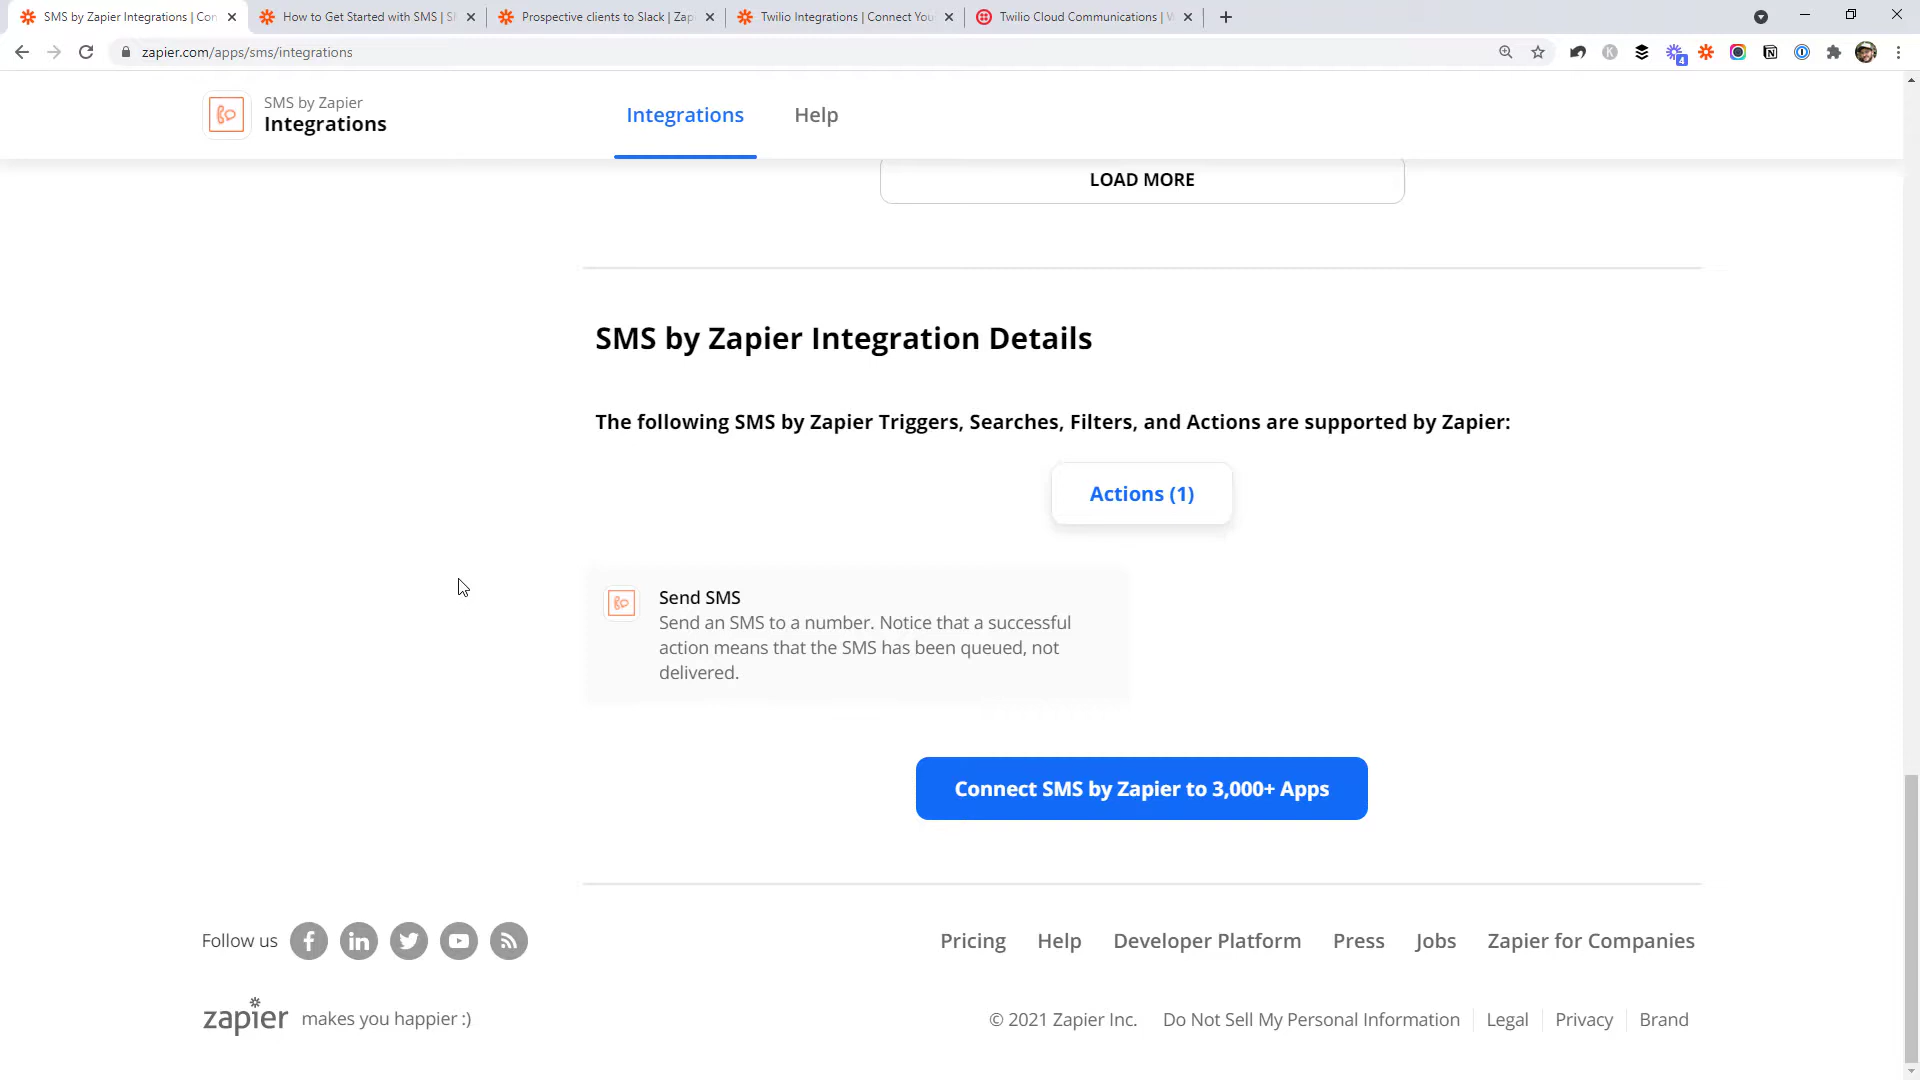 SMS by Zapier Integrations | Con
How to Get Started with SMS | S
Prospective clients to Slack | Zap
Twilio Integrations | Connect You
Twilio Cloud Communications |
zapier.com/apps/sms/integrations
4
SMS by Zapier
Integrations
Integrations
Help
LOAD MORE
SMS by Zapier Integration Details
The following SMS by Zapier Triggers, Searches, Filters, and Actions are supported by Zapier:
Actions (1)
Send SMS
Send an SMS to a number. Notice that a successful
action means that the SMS has been queued, not
delivered.
Connect SMS by Zapier to 3,000+ Apps
Follow us
Pricing
Help
Developer Platform
Press
Jobs
Zapier for Companies
zapier makes you happier :)
© 2021 Zapier Inc.
Do Not Sell My Personal Information
Legal
Privacy
Brand